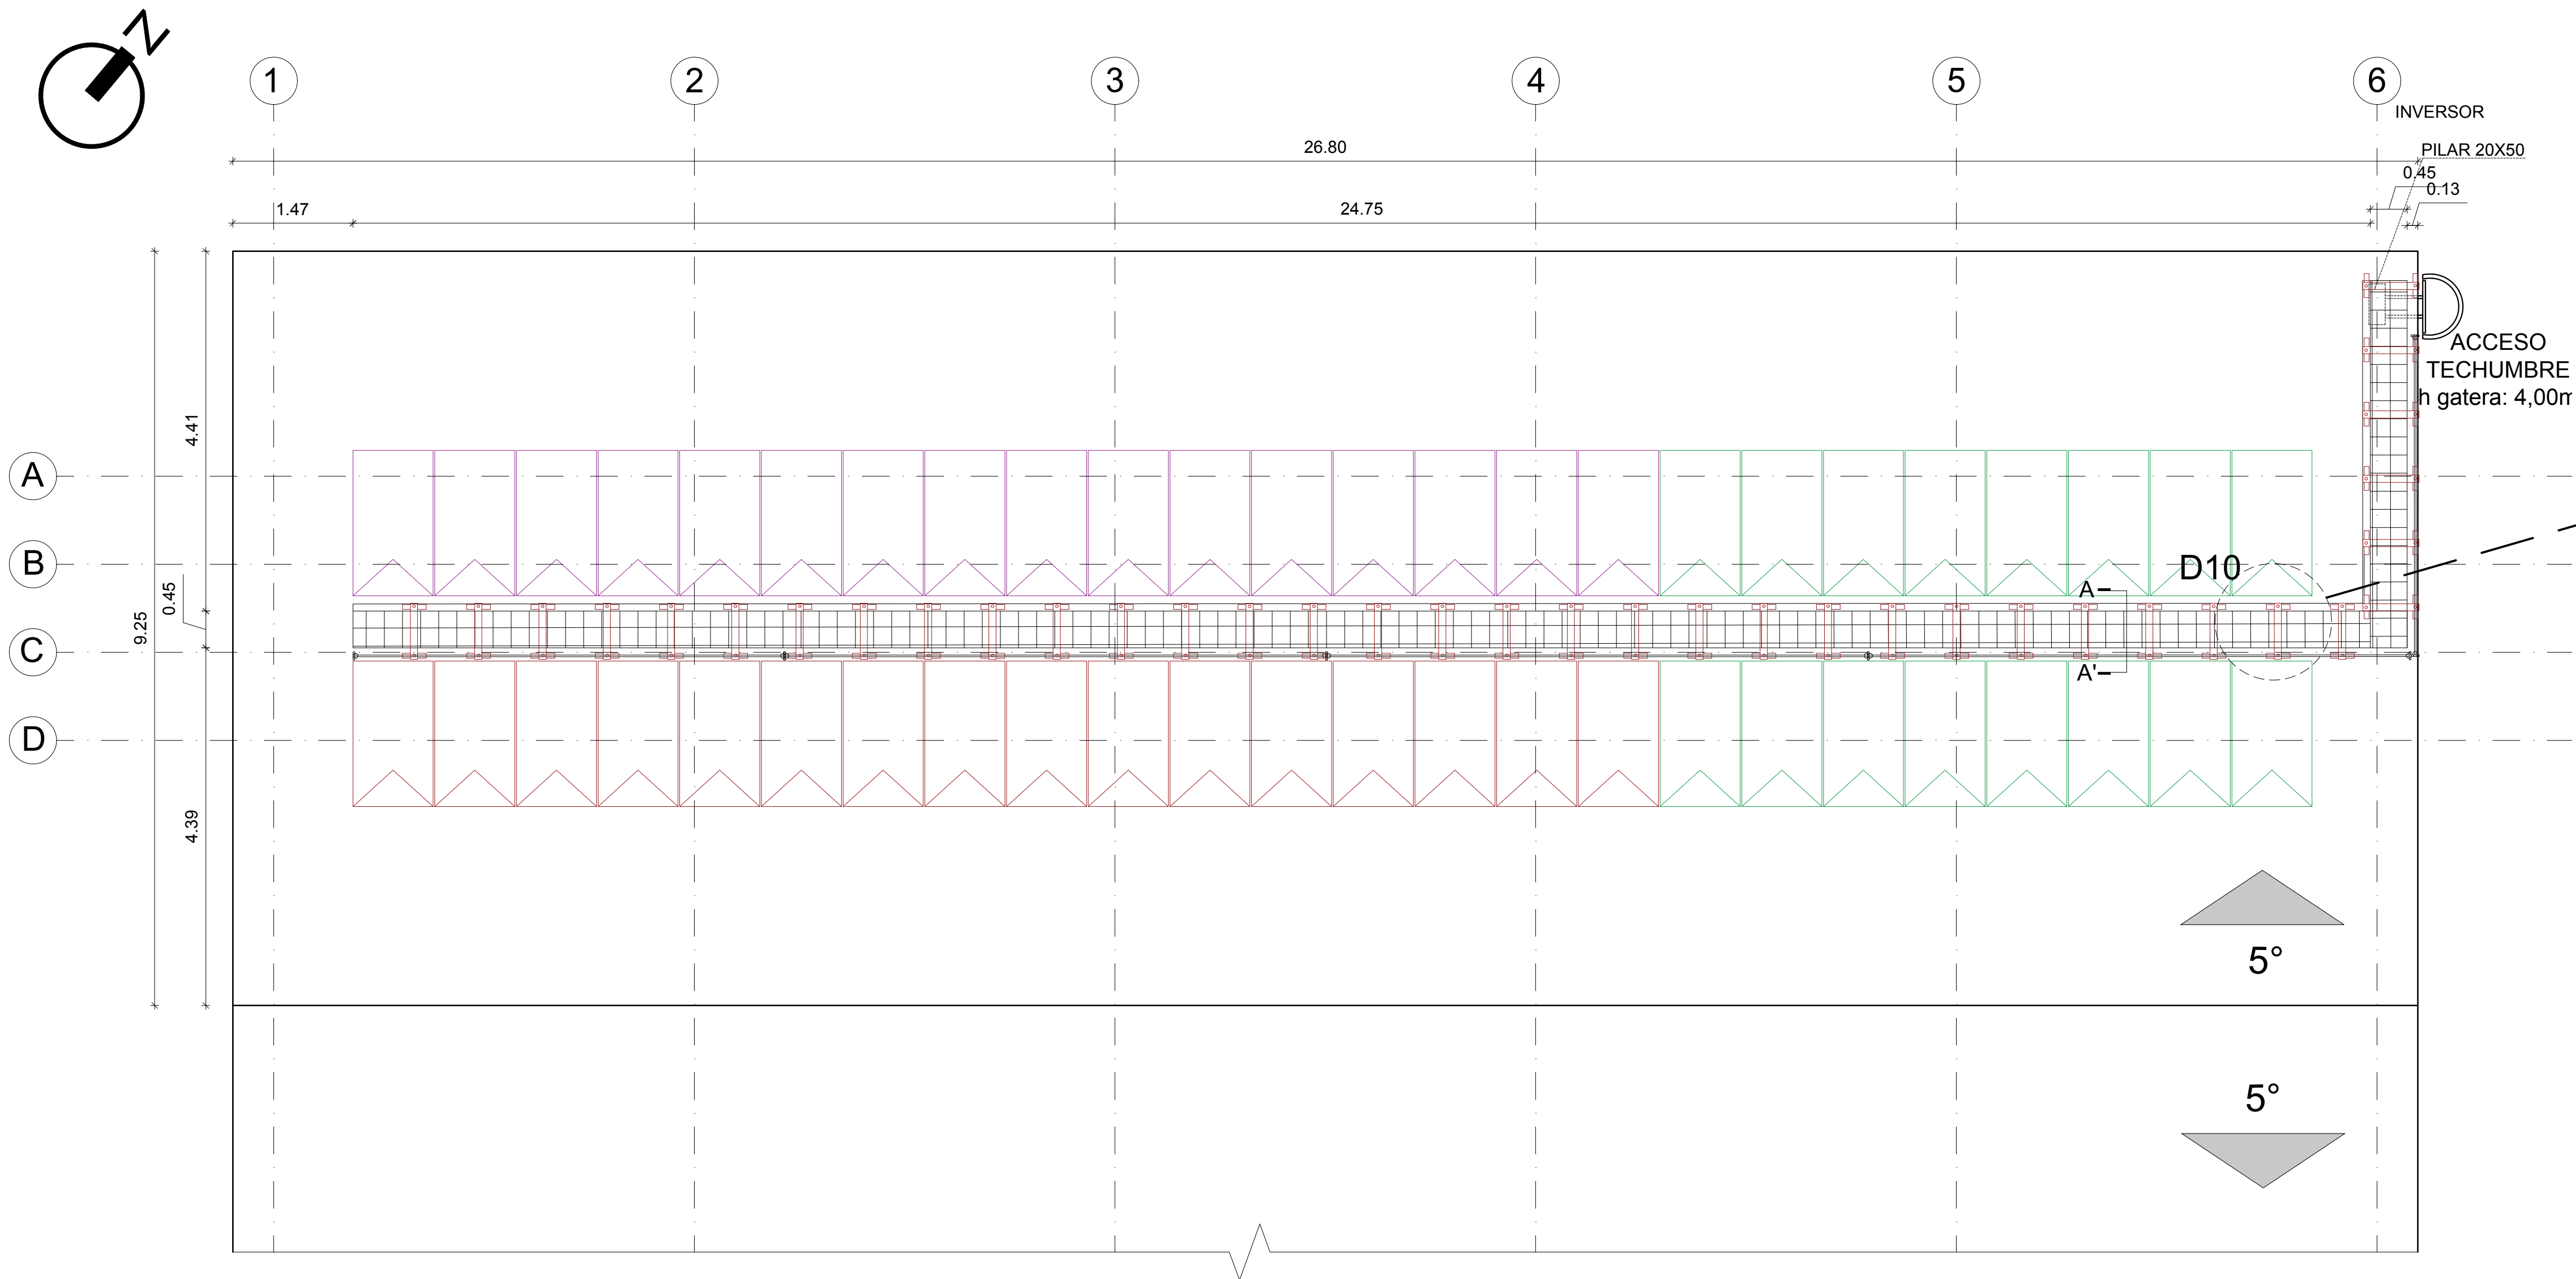 N
1
2
3
4
5
6
INVERSOR
26.80
PILAR 20X50
0.45
0.13
1.47
24.75
ACCESO
TECHUMBRE
h gatera: 4,00m
4.41
A
B
D10
0.45
9.25
A
C
A'
D
4.39
5°
5°